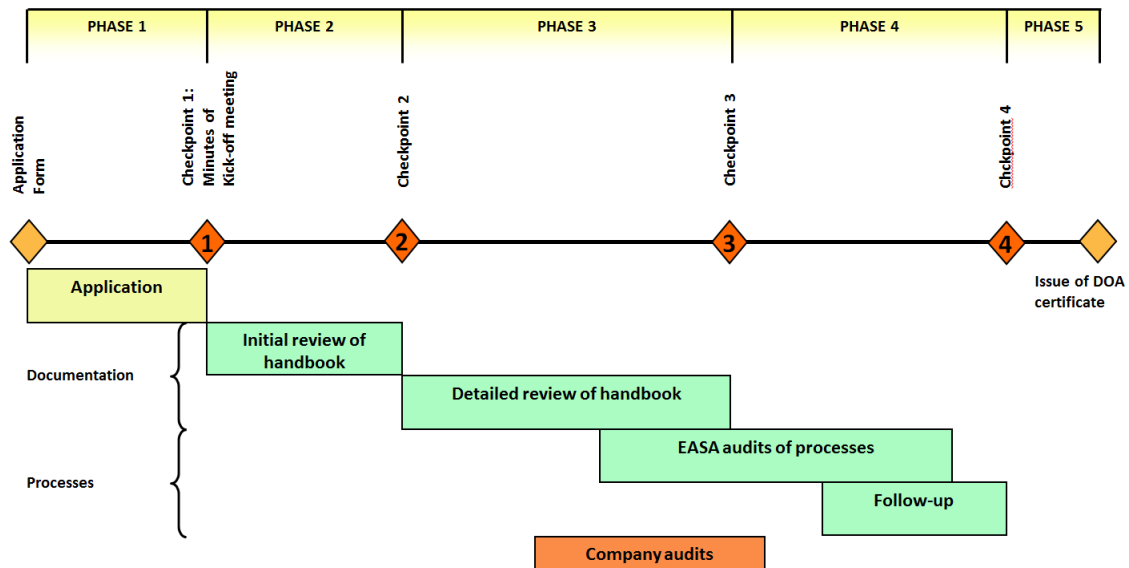 PHASE 1
PHASE 2
PHASE 3
PHASE 4
PHASE 5
Application
Form
Checkpoint 1:
Minutes of
Kick-off meeting
Checkpoint 2
Checkpoint 3
Chckpoint 4
1
2
3
4
Application
Issue of DOA
certificate
Initial review of
handbook
Documentation
Detailed review of handbook
EASA audits of processes
Processes
Follow-up
Company audits